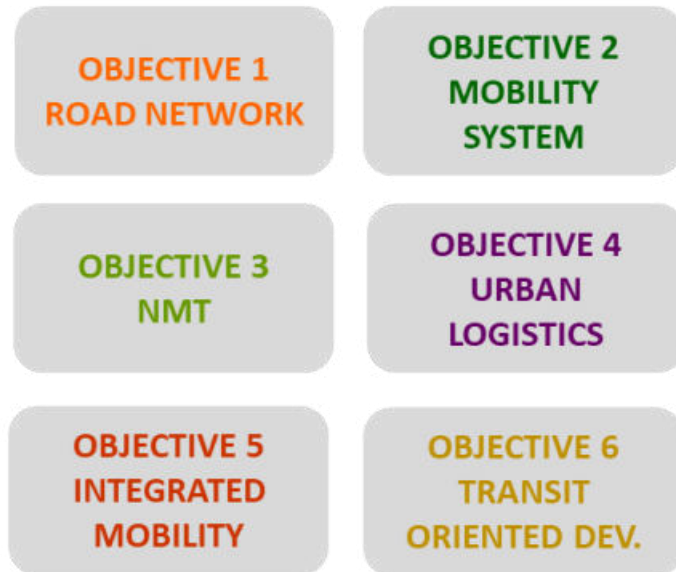 OBJECTIVE 1
ROAD NETWORK
OBJECTIVE 2
MOBILITY
SYSTEM
OBJECTIVE 3
NMT
OBJECTIVE 4
URBAN
LOGISTICS
OBJECTIVE 5
INTEGRATED
MOBILITY
OBJECTIVE 6
TRANSIT
ORIENTED DEV.